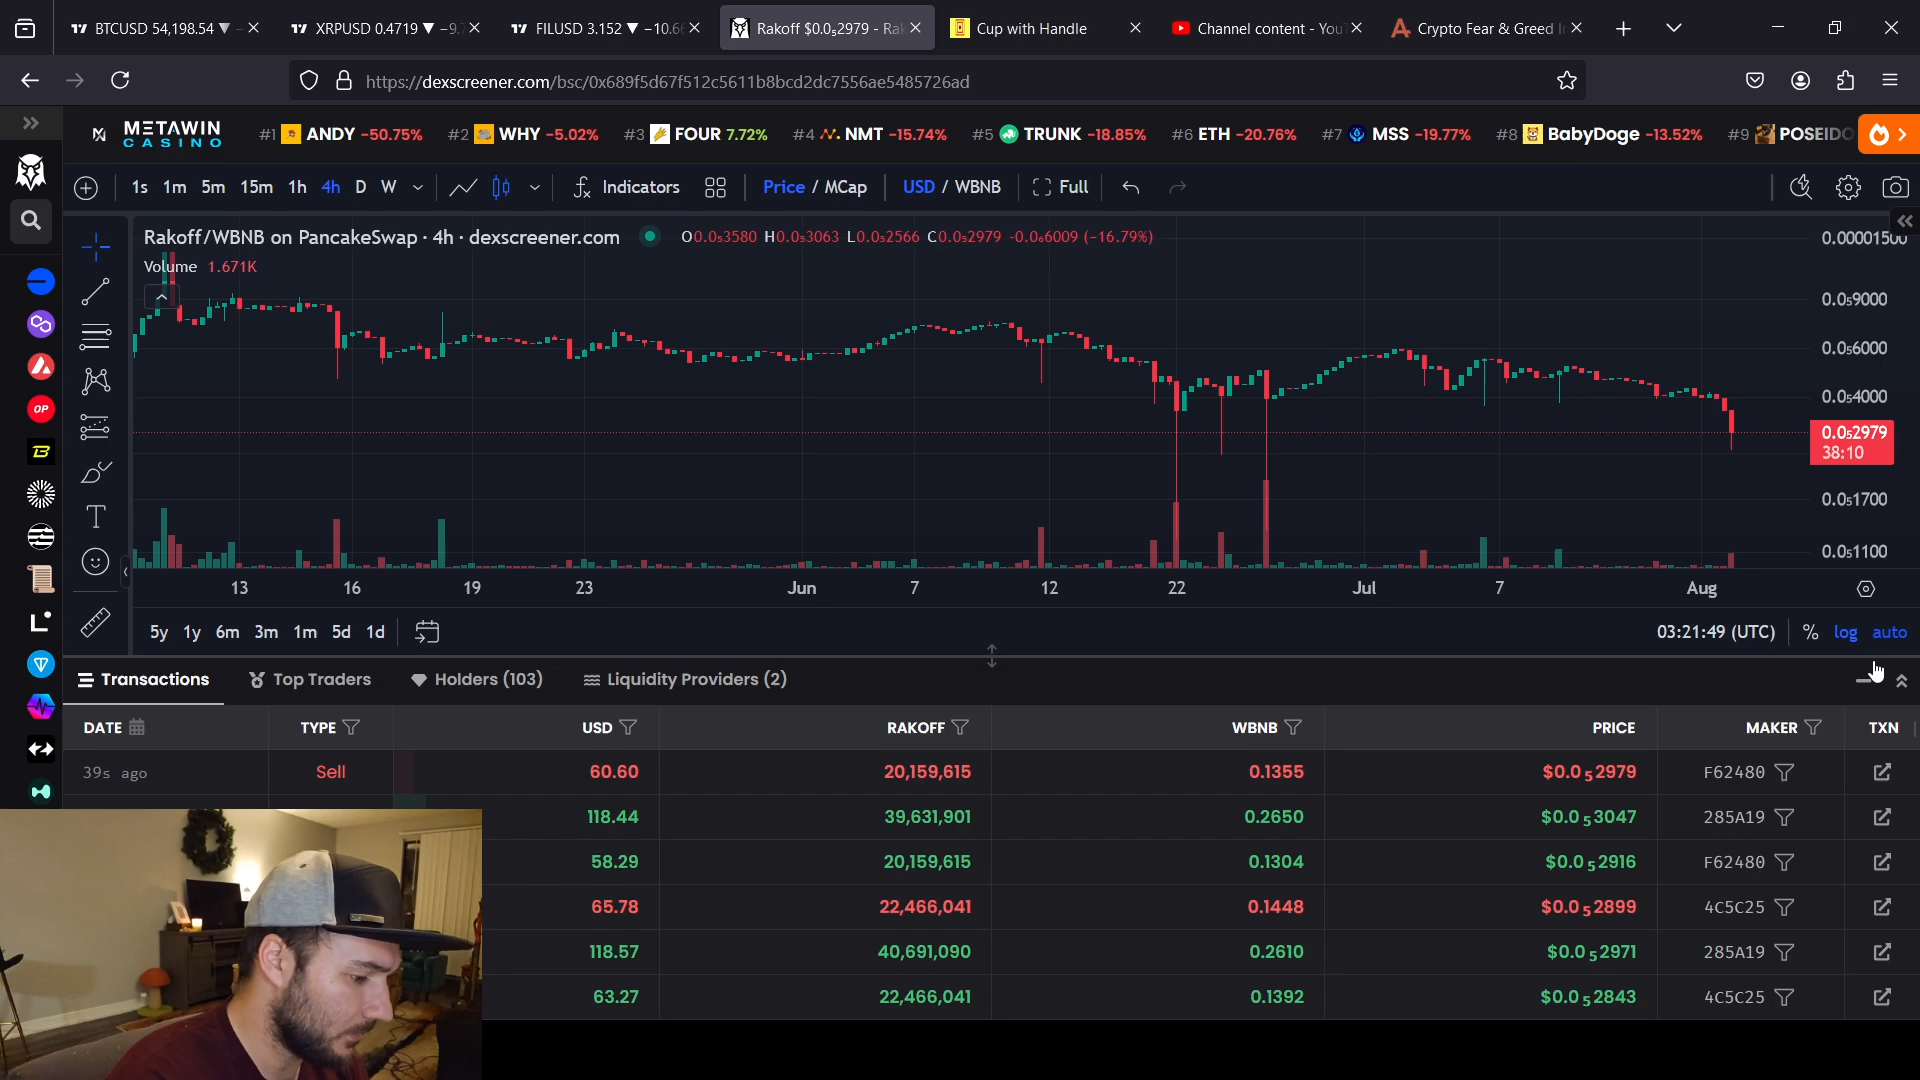 BTCUSD 54,198.54 ▼ -
XRPUSD 0.4719 ▼ −9.7
FILUSD 3.152 ▼ −10.66
Rakoff $0.0₅2979 - Rak
Cup with Handle
Channel content - You
Crypto Fear & Greed I
https://dexscreener.com/bsc/0x689f5d67f512c5611b8bcd2dc7556ae5485726ad
METAWIN
CASINO
#1 ANDY -50.75%
#2 WHY -5.02%
#3 FOUR 7.72%
#4 NMT -15.74%
#5 TRUNK -18.85%
#6 ETH -20.76%
#7 MSS -19.77%
#8 BabyDoge -13.52%
#9 POSEIDO
1s 1m 5m 15m 1h 4h D W
Indicators
Price / MCap
USD / WBNB
Full
Rakoff/WBNB on PancakeSwap · 4h · dexscreener.com
O0.0₅3580 H0.0₅3063 L0.0₅2566 C0.0₅2979 -0.0₆6009 (−16.79%)
Volume 1.671K
0.00001500
0.0₅9000
0.0₅6000
0.0₅4000
0.0₅2979
38:10
0.0₅1700
0.0₅1100
OP
13 16 19 23 Jun 7 12 22 Jul 7 Aug
5y 1y 6m 3m 1m 5d 1d
03:21:49 (UTC) % log auto
Transactions
Top Traders
Holders (103)
Liquidity Providers (2)
DATE TYPE USD RAKOFF WBNB PRICE MAKER TXN
39s ago Sell 60.60 20,159,615 0.1355 $0.0₅2979 F62480
118.44 39,631,901 0.2650 $0.0₅3047 285A19
58.29 20,159,615 0.1304 $0.0₅2916 F62480
65.78 22,466,041 0.1448 $0.0₅2899 4C5C25
118.57 40,691,090 0.2610 $0.0₅2971 285A19
63.27 22,466,041 0.1392 $0.0₅2843 4C5C25